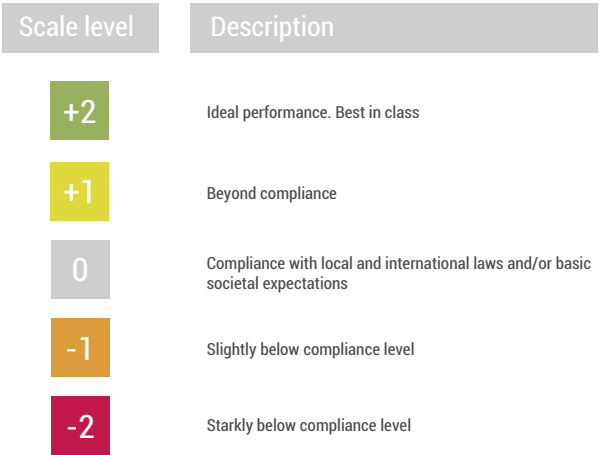 Scale level Description
+2 Ideal performance. Best in class
+1 Beyond compliance
0 Compliance with local and international laws and/or basic
societal expectations
-1 Slightly below compliance level
-2 Starkly below compliance level